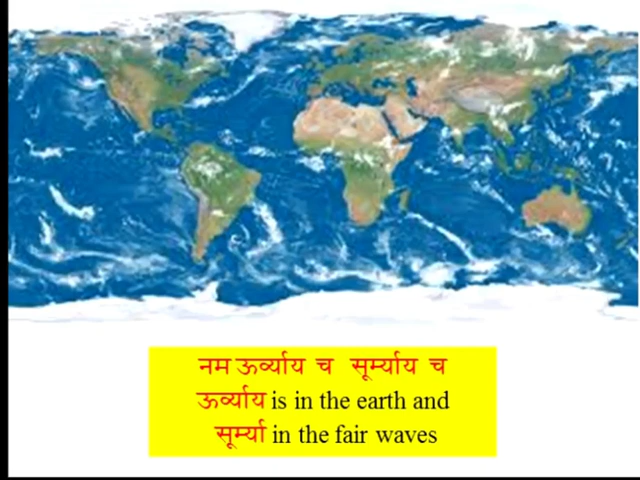 नम ऊर्व्याय च सूर्म्याय च
ऊर्व्याय is in the earth and
सूर्म्या in the fair waves